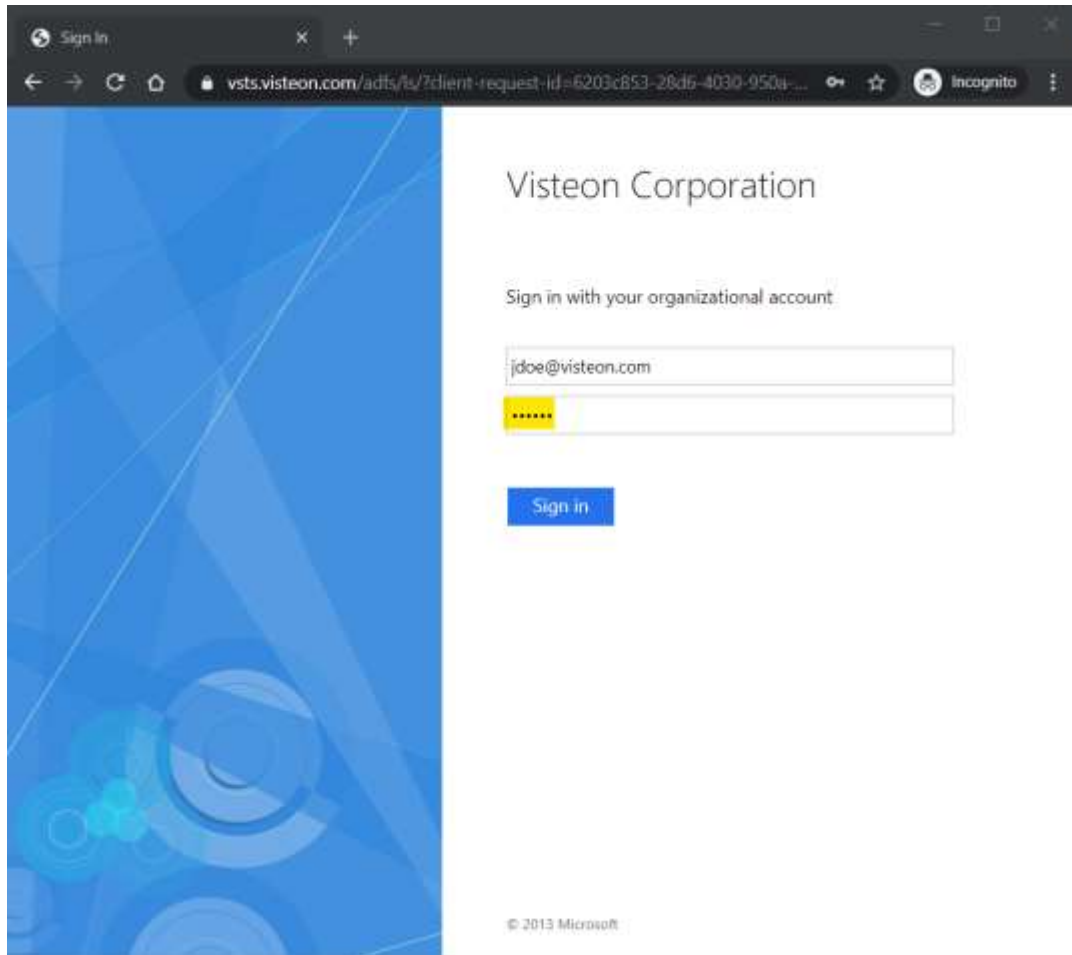 Sign In
vsts.visteon.com/adfs/ls/?client-request-id=6203c853-28d6-4030-950a-...
Incognito
Visteon Corporation
Sign in with your organizational account
jdoe@visteon.com
••••••
Sign in
© 2013 Microsoft